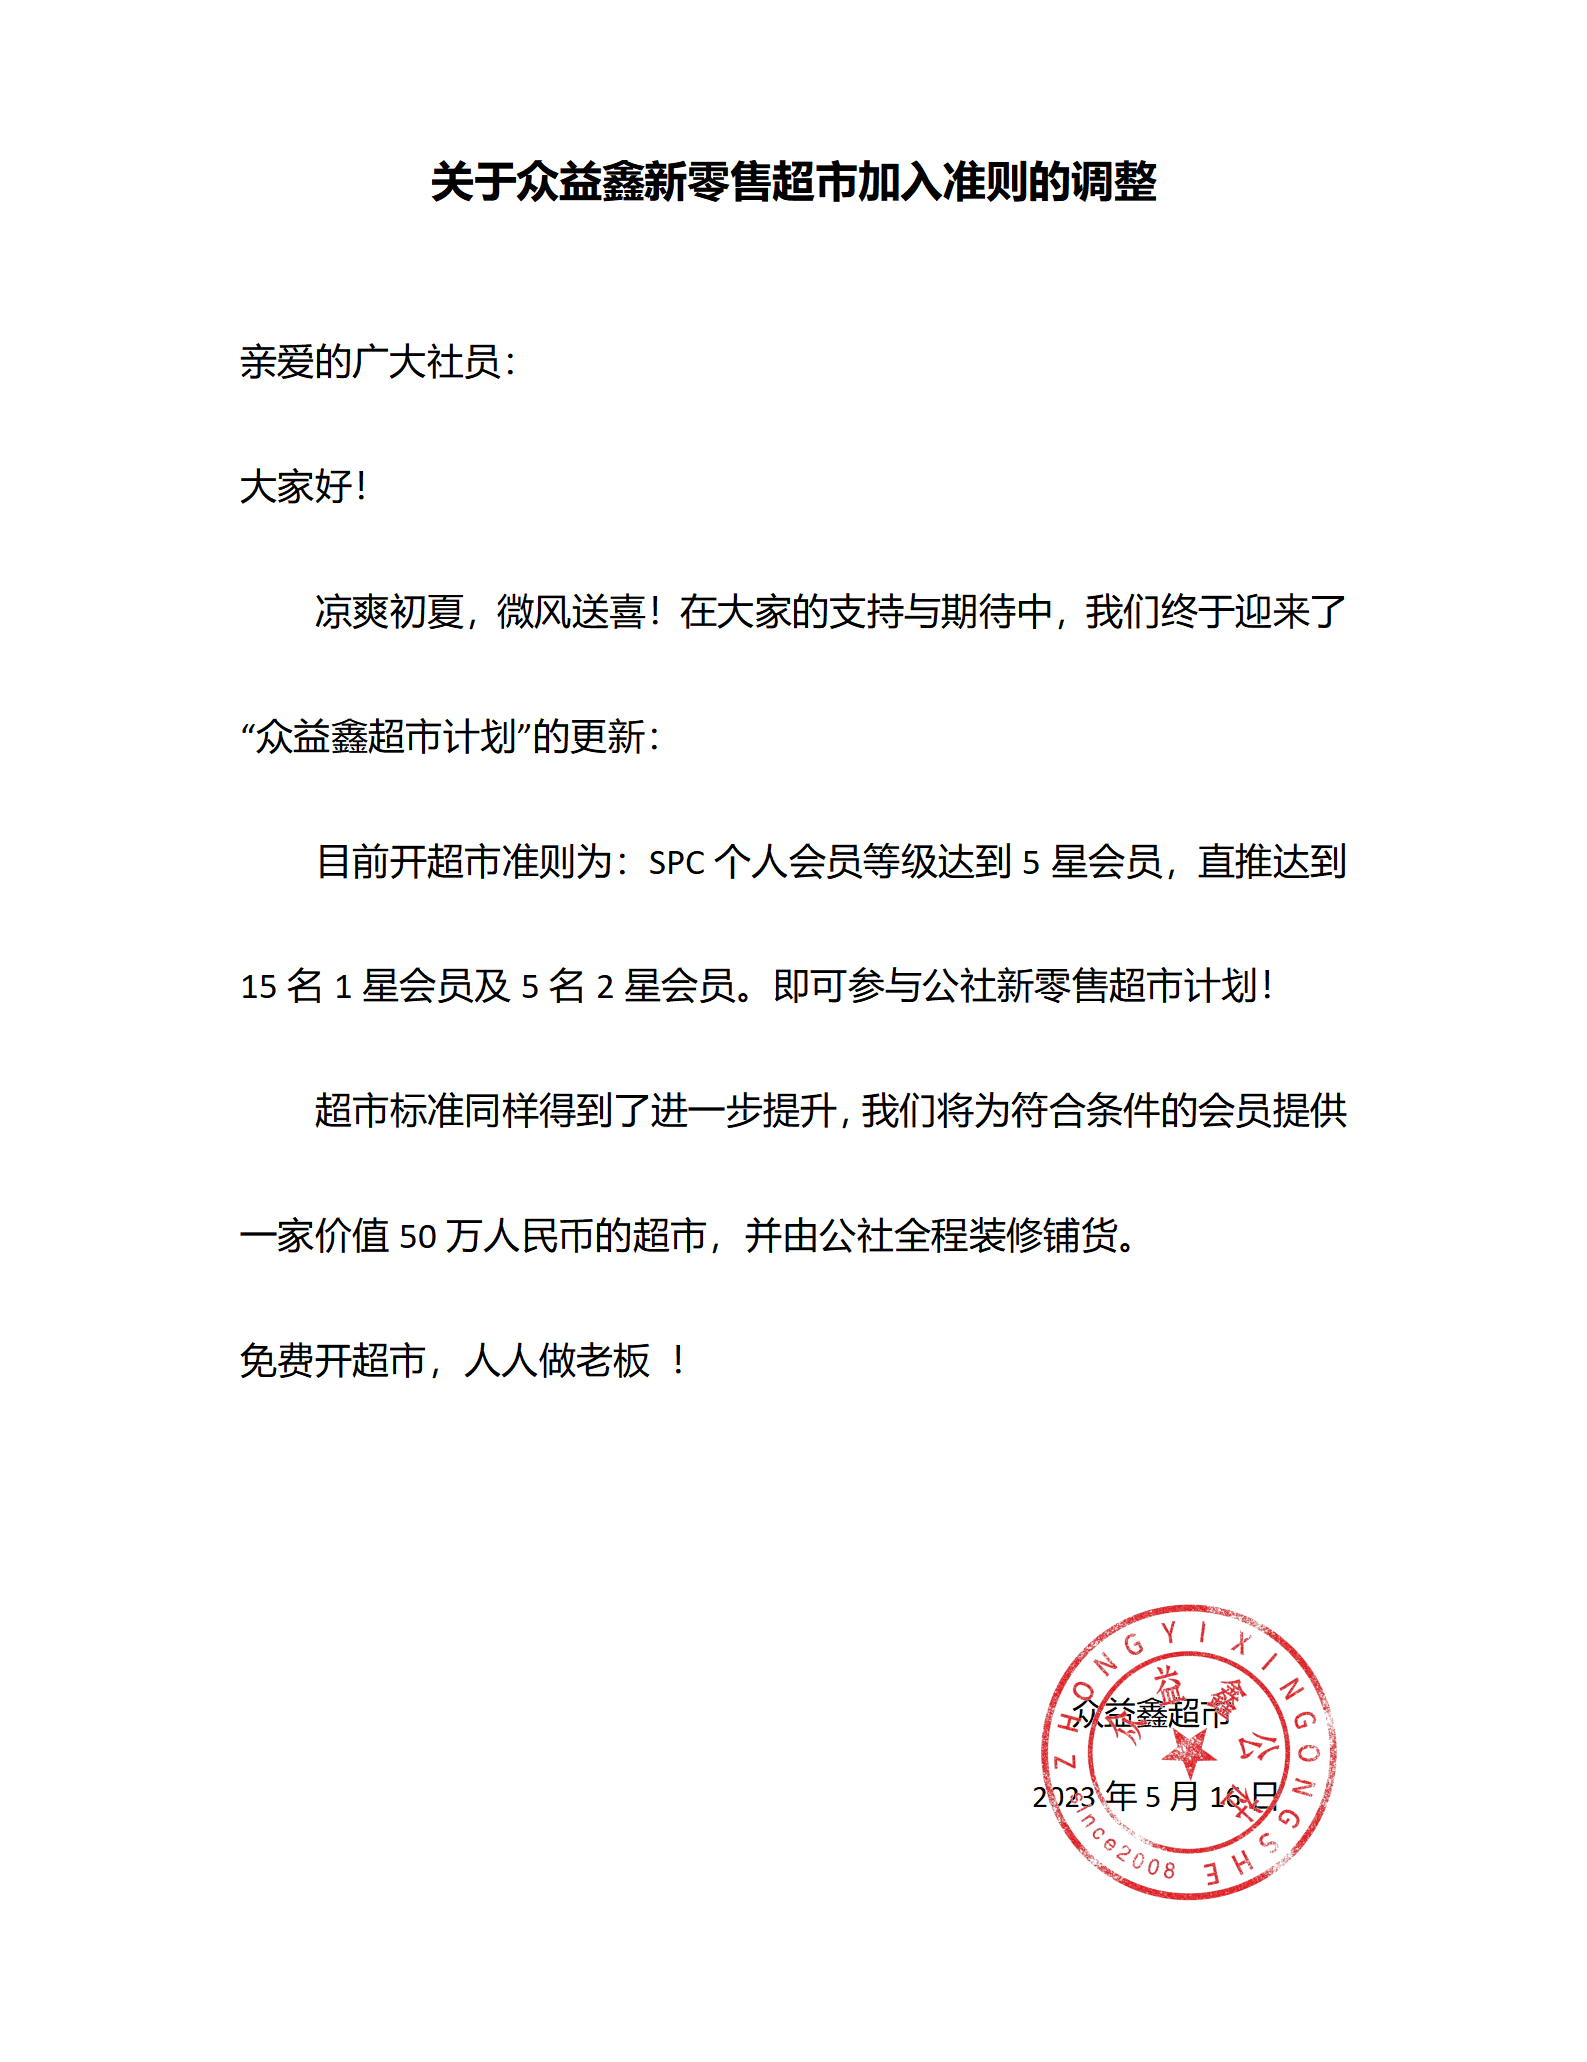 关于众益鑫新零售超市加入准则的调整
亲爱的广大社员：
大家好！
凉爽初夏，微风送喜！在大家的支持与期待中，我们终于迎来了
“众益鑫超市计划”的更新：
目前开超市准则为：SPC 个人会员等级达到 5 星会员，直推达到
15 名 1 星会员及 5 名 2 星会员。即可参与公社新零售超市计划！
超市标准同样得到了进一步提升，我们将为符合条件的会员提供
一家价值 50 万人民币的超市，并由公社全程装修铺货。
免费开超市，人人做老板 ！
众益鑫超市
2023 年 5 月 16 日
ZHONGYIXINGONGSHE
众益鑫公社
since2008